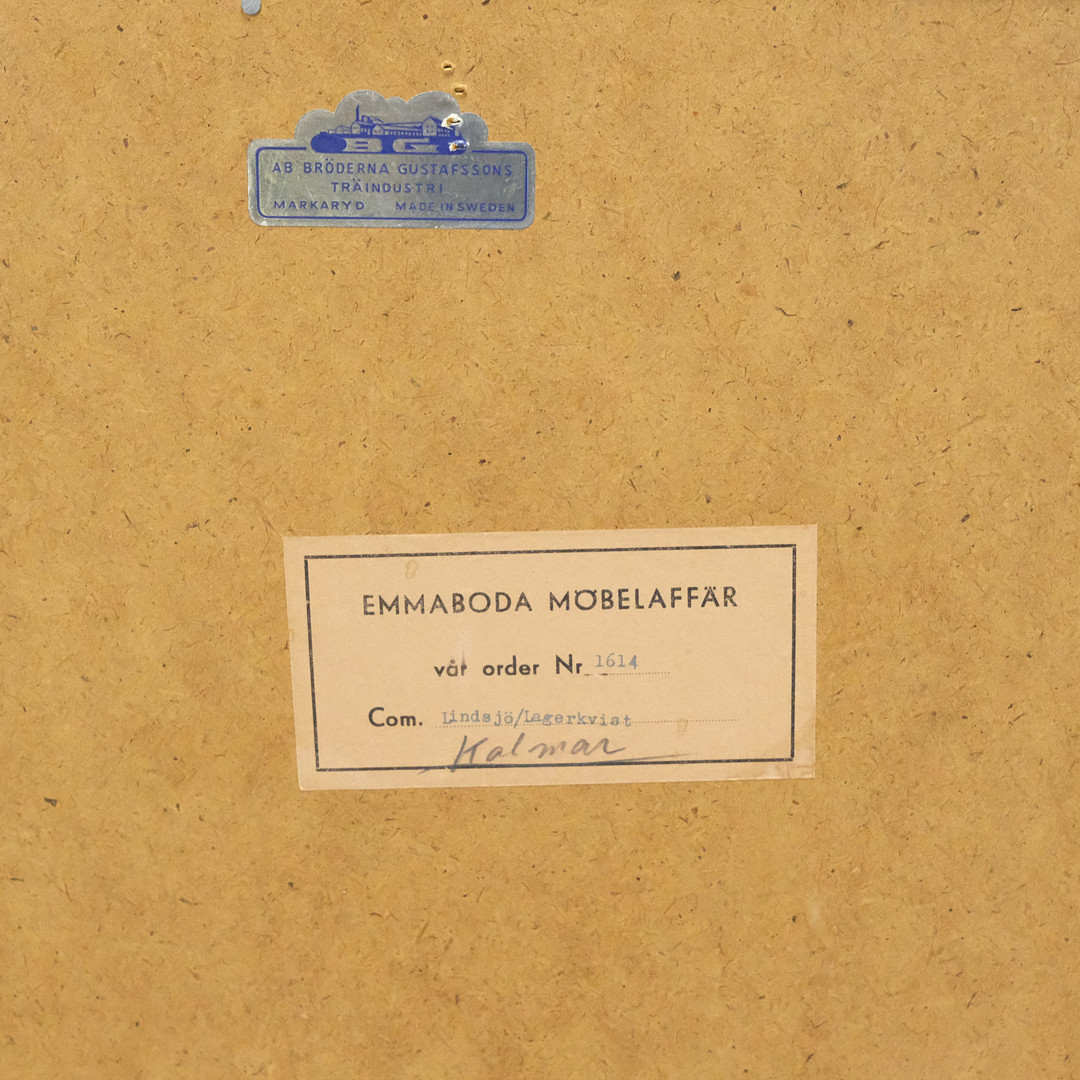 BG
AB BRÖDERNA GUSTAFSSONS
TRÄINDUSTRI
MARKARYD MADE IN SWEDEN
EMMABODA MÖBELAFFÄR
vår order Nr 1614
Com. Lindsjö/Lagerkvist
Kalmar